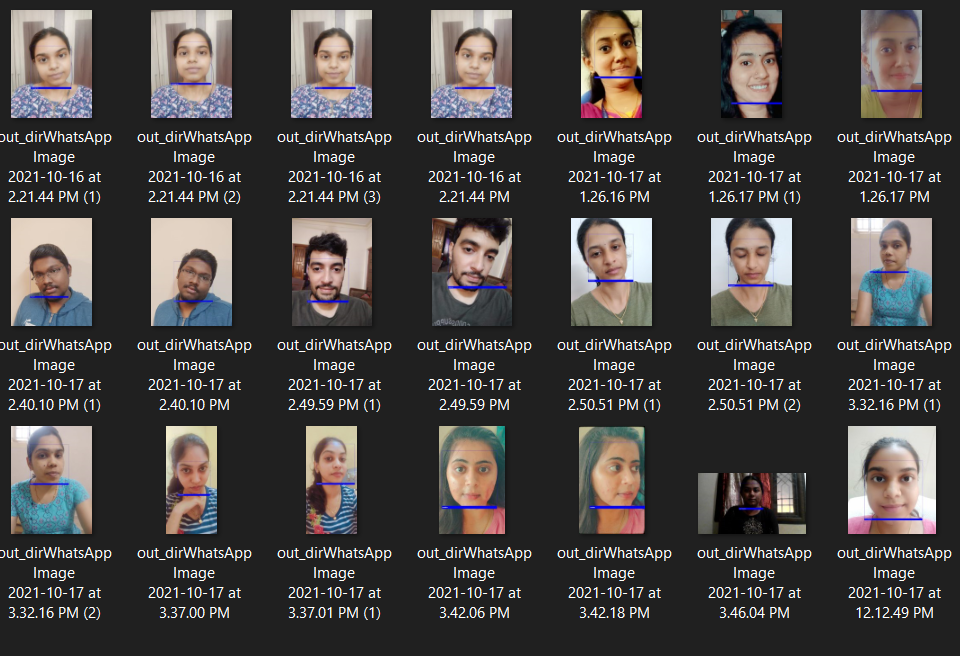 out_dirWhatsApp
Image
2021-10-16 at
2.21.44 PM (1)
out_dirWhatsApp
Image
2021-10-16 at
2.21.44 PM (2)
out_dirWhatsApp
Image
2021-10-16 at
2.21.44 PM (3)
out_dirWhatsApp
Image
2021-10-16 at
2.21.44 PM
out_dirWhatsApp
Image
2021-10-17 at
1.26.16 PM
out_dirWhatsApp
Image
2021-10-17 at
1.26.17 PM (1)
out_dirWhatsApp
Image
2021-10-17 at
1.26.17 PM
out_dirWhatsApp
Image
2021-10-17 at
2.40.10 PM (1)
out_dirWhatsApp
Image
2021-10-17 at
2.40.10 PM
out_dirWhatsApp
Image
2021-10-17 at
2.49.59 PM (1)
out_dirWhatsApp
Image
2021-10-17 at
2.49.59 PM
out_dirWhatsApp
Image
2021-10-17 at
2.50.51 PM (1)
out_dirWhatsApp
Image
2021-10-17 at
2.50.51 PM (2)
out_dirWhatsApp
Image
2021-10-17 at
3.32.16 PM (1)
out_dirWhatsApp
Image
2021-10-17 at
3.32.16 PM (2)
out_dirWhatsApp
Image
2021-10-17 at
3.37.00 PM
out_dirWhatsApp
Image
2021-10-17 at
3.37.01 PM (1)
out_dirWhatsApp
Image
2021-10-17 at
3.42.06 PM
out_dirWhatsApp
Image
2021-10-17 at
3.42.18 PM
out_dirWhatsApp
Image
2021-10-17 at
3.46.04 PM
out_dirWhatsApp
Image
2021-10-17 at
12.12.49 PM